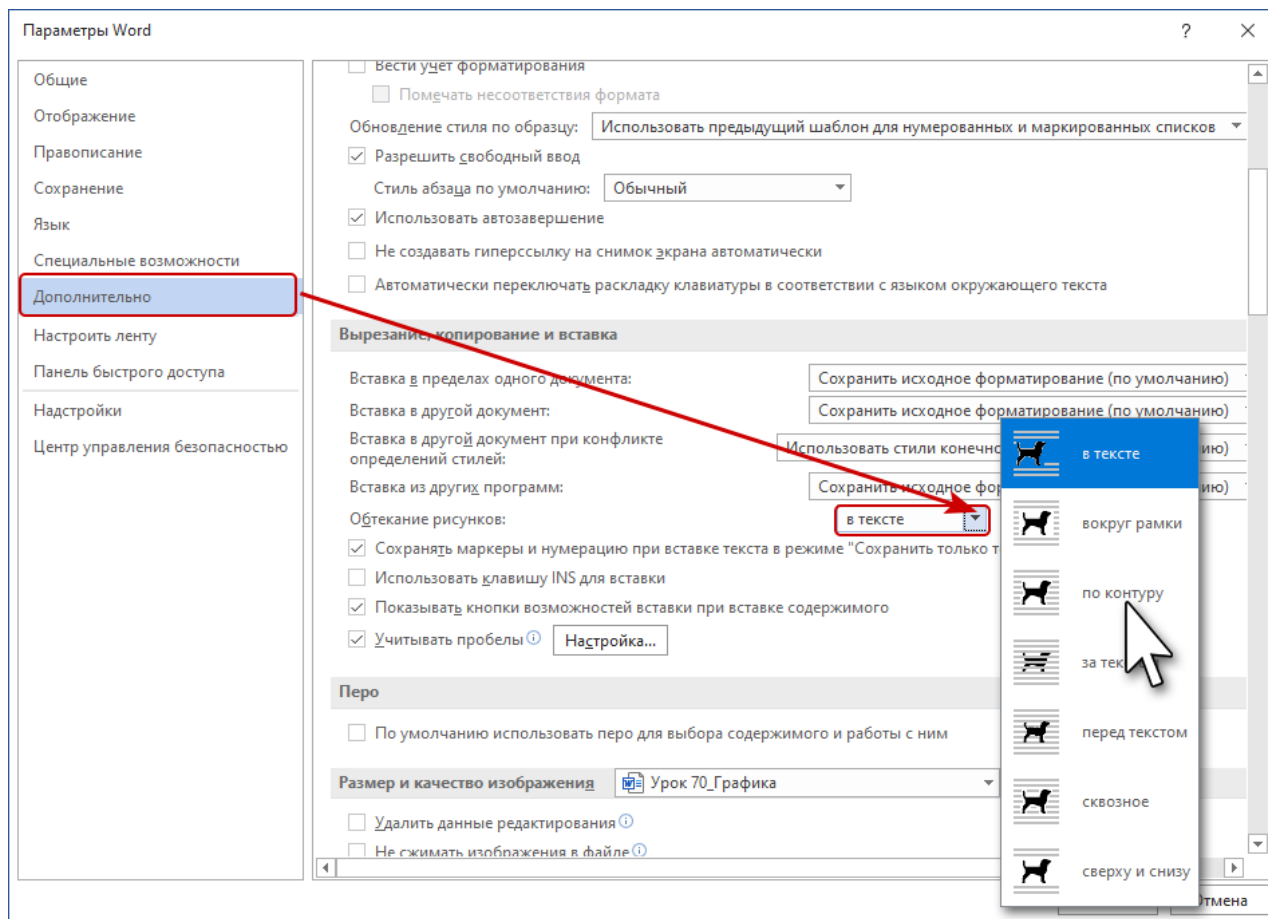 Параметры Word
?
Общие
Отображение
Правописание
Сохранение
Язык
Специальные возможности
Дополнительно
Настроить ленту
Панель быстрого доступа
Надстройки
Центр управления безопасностью
Вести учет форматирования
Помечать несоответствия формата
Обновление стиля по образцу: Использовать предыдущий шаблон для нумерованных и маркированных списков
Разрешить свободный ввод
Стиль абзаца по умолчанию: Обычный
Использовать автозавершение
Не создавать гиперссылку на снимок экрана автоматически
Автоматически переключать раскладку клавиатуры в соответствии с языком окружающего текста
Вырезание, копирование и вставка
Вставка в пределах одного документа: Сохранить исходное форматирование (по умолчанию)
Вставка в другой документ: Сохранить исходное форматирование (по умолчанию)
Вставка в другой документ при конфликте
определений стилей: Использовать стили
Вставка из других программ: Сохранить исходное
Обтекание рисунков: в тексте
Сохранять маркеры и нумерацию при вставке текста в режиме "Сохранить только
Использовать клавишу INS для вставки
Показывать кнопки возможностей вставки при вставке содержимого
Учитывать пробелы Настройка...
Перо
По умолчанию использовать перо для выбора содержимого и работы с ним
Размер и качество изображения Урок 70_Графика
Удалить данные редактирования
Не сжимать изображения в файле
в тексте
вокруг рамки
по контуру
за
перед текстом
сквозное
сверху и снизу